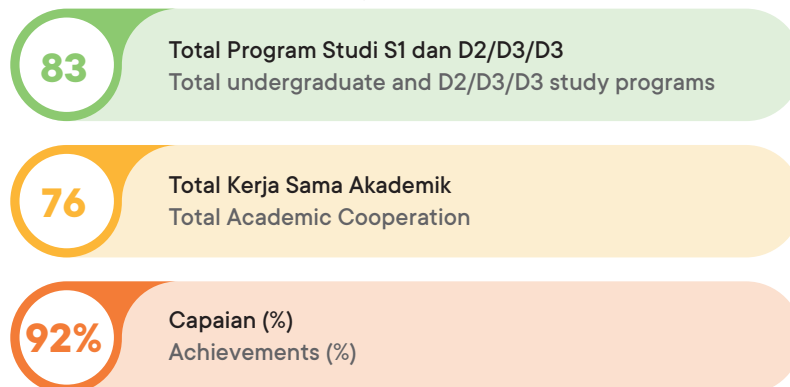 83
Total Program Studi S1 dan D2/D3/D3
Total undergraduate and D2/D3/D3 study programs
76
Total Kerja Sama Akademik
Total Academic Cooperation
92%
Capaian (%)
Achievements (%)